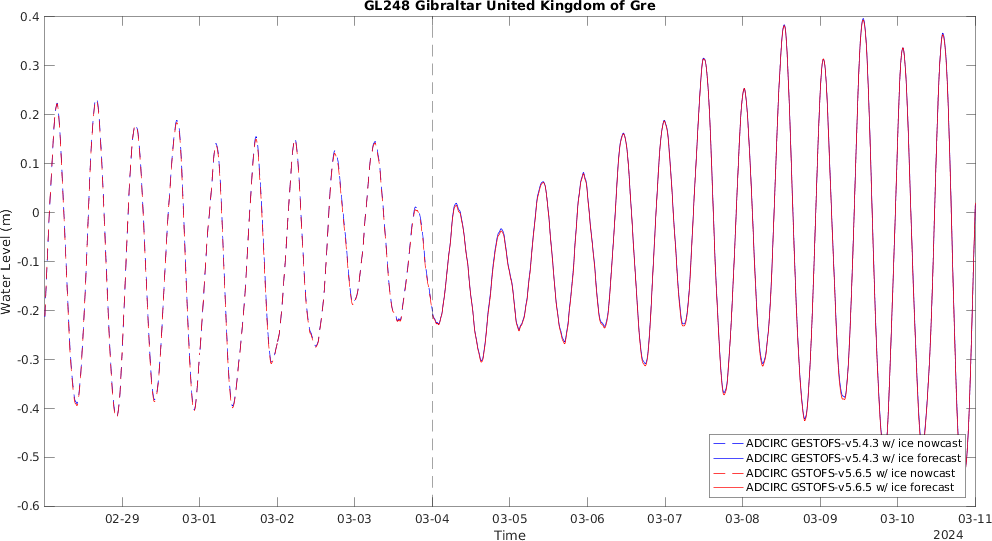 GL248 Gibraltar United Kingdom of Gre
0.4
0.3
0.2
0.1
0
-0.1
-0.2
-0.3
-0.4
-0.5
-0.6
Water Level (m)
ADCIRC GESTOFS-v5.4.3 w/ ice nowcast
ADCIRC GESTOFS-v5.4.3 w/ ice forecast
ADCIRC GSTOFS-v5.6.5 w/ ice nowcast
ADCIRC GSTOFS-v5.6.5 w/ ice forecast
02-29 03-01 03-02 03-03 03-04 03-05 03-06 03-07 03-08 03-09 03-10 03-11
Time
2024